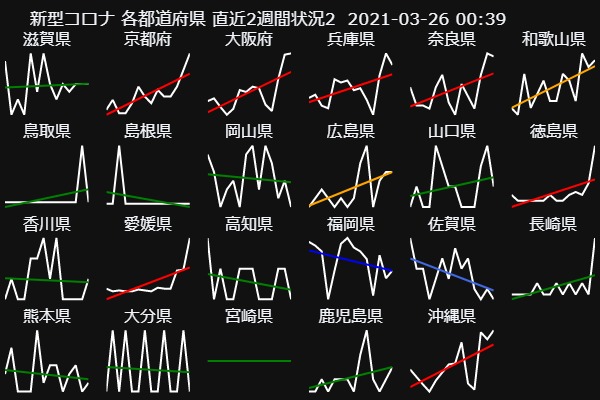 新型コロナ 各都道府県 直近2週間状況2 2021-03-26 00:39
滋賀県 京都府 大阪府 兵庫県 奈良県 和歌山県
鳥取県 島根県 岡山県 広島県 山口県 徳島県
香川県 愛媛県 高知県 福岡県 佐賀県 長崎県
熊本県 大分県 宮崎県 鹿児島県 沖縄県